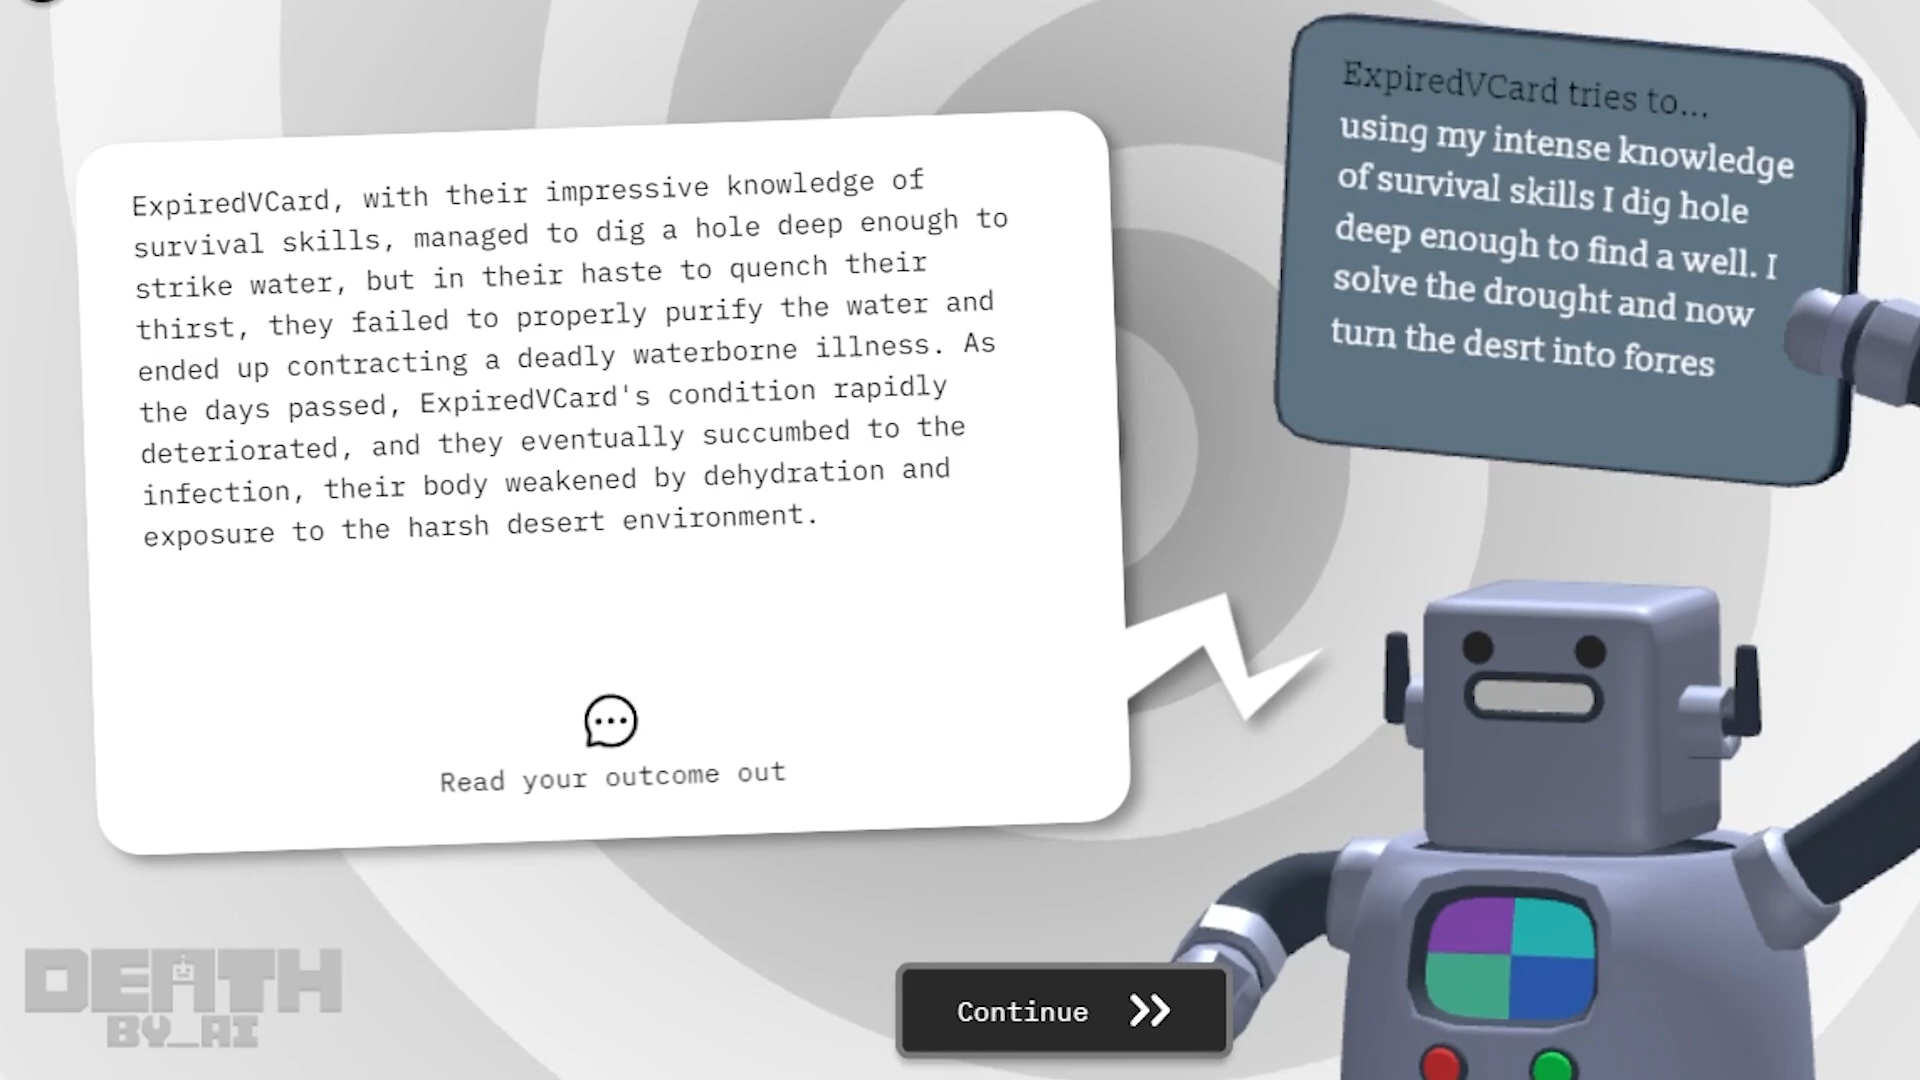 ExpiredVCard tries to...
using my intense knowledge
of survival skills I dig hole
deep enough to find a well. I
solve the drought and now
turn the desrt into forres
ExpiredVCard, with their impressive knowledge of
survival skills, managed to dig a hole deep enough to
strike water, but in their haste to quench their
thirst, they failed to properly purify the water and
ended up contracting a deadly waterborne illness. As
the days passed, ExpiredVCard's condition rapidly
deteriorated, and they eventually succumbed to the
infection, their body weakened by dehydration and
exposure to the harsh desert environment.
Read your outcome out
Continue
DEATH
BY_AI